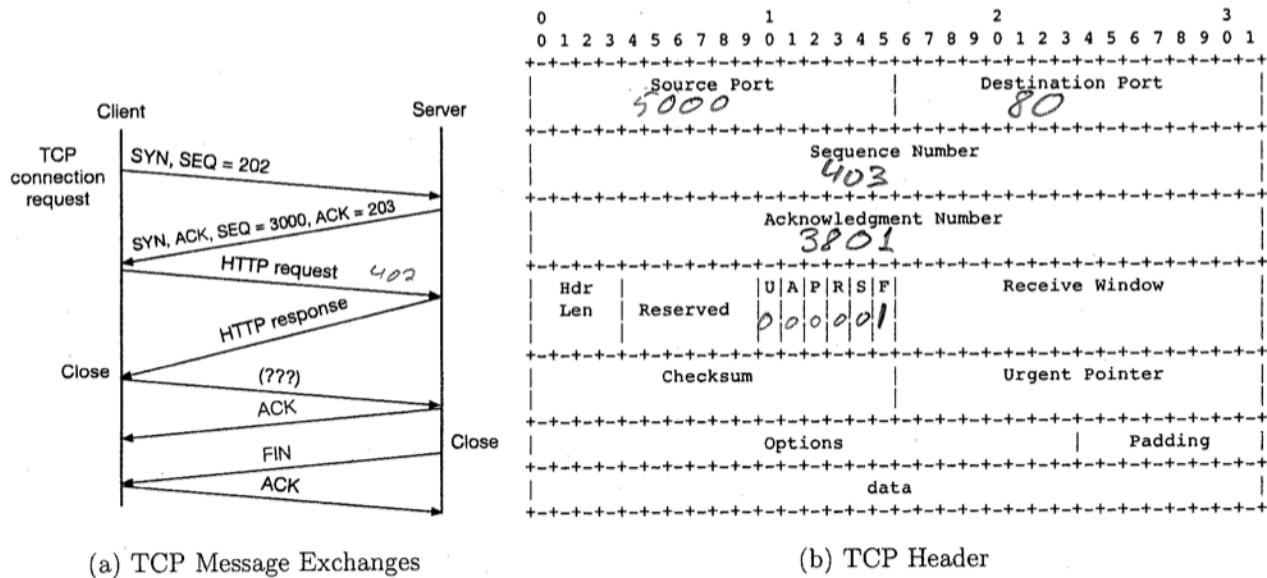 Client Server
TCP
connection
request
SYN, SEQ = 202
SYN, ACK, SEQ = 3000, ACK = 203
HTTP request 402
HTTP response
Close
(???)
ACK
Close
FIN
ACK
(a) TCP Message Exchanges
0 1 2 3
0 1 2 3 4 5 6 7 8 9 0 1 2 3 4 5 6 7 8 9 0 1 2 3 4 5 6 7 8 9 0 1
Source Port Destination Port
5000 80
Sequence Number
403
Acknowledgment Number
3801
Hdr Len Reserved U A P R S F Receive Window
0 0 0 0 0 1
Checksum Urgent Pointer
Options Padding
data
(b) TCP Header